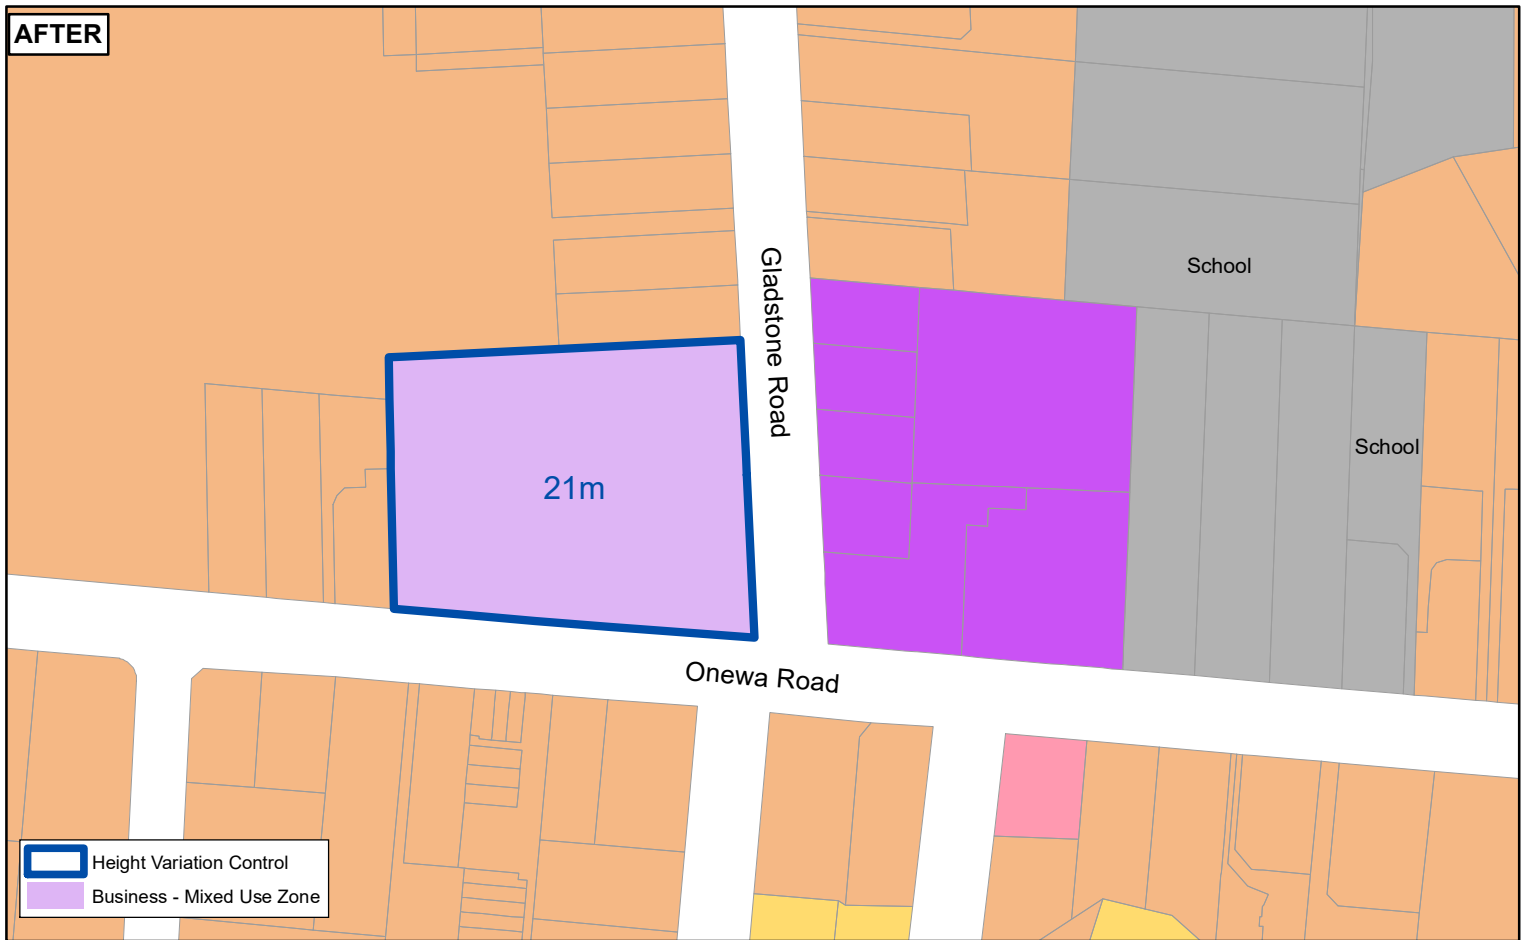 AFTER
School
Gladstone Road
School
21m
Onewa Road
Height Variation Control
Business - Mixed Use Zone